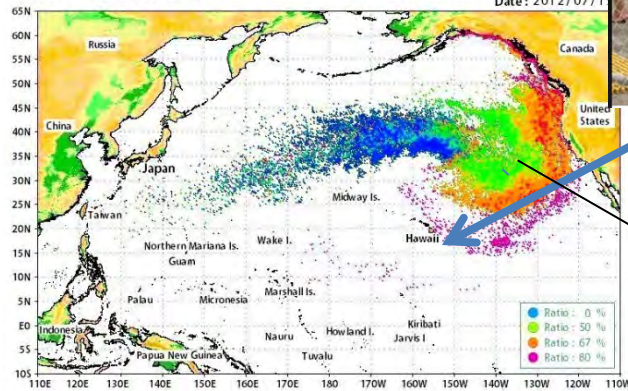 Date: 2012/07/1
65N
60N
55N
50N
45N
40N
35N
30N
25N
20N
15N
10N
5N
E0
5S
10S
Russia
Canada
China
United
States
Japan
Midway Is.
Taiwan
Hawaii
Northern Mariana Is.
Wake I.
Guam
Marshall Is.
Palau
Micronesia
Kiribati
Indonesia
Nauru
Howland I.
Jarvis I
Papua New Guinea
Tuvalu
Ratio : 0 %
Ratio : 50 %
Ratio : 67 %
Ratio : 80 %
110E 120E 130E 140E 150E 160E 170E 180 170W 160W 150W 140W 130W 120W 110